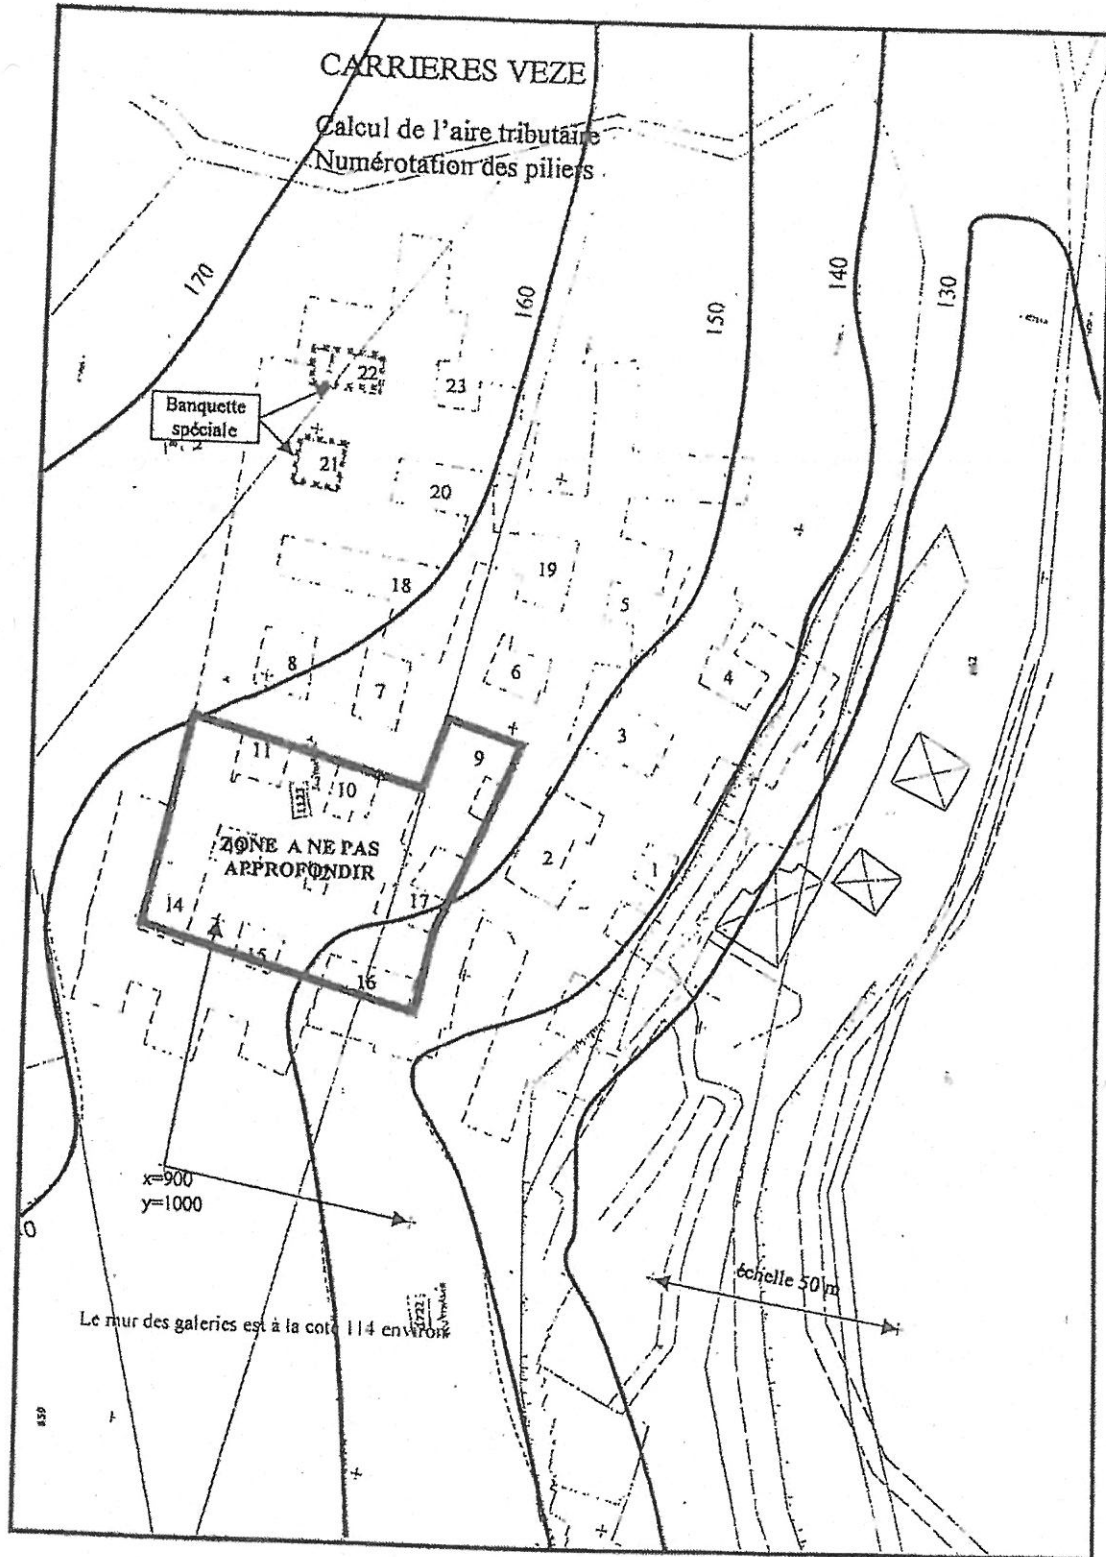 CARRIERES VEZE
Calcul de l'aire tributaire
Numérotation des piliers
170
160
150
140
130
22
23
Banquette
spéciale
21
20
19
18
5
8
7
6
4
3
9
11
10
ZONE A NE PAS
APPROFONDIR
2
1
14
17
15
16
x=900
y=1000
échelle 50 m
Le mur des galeries est à la cote 114 environ